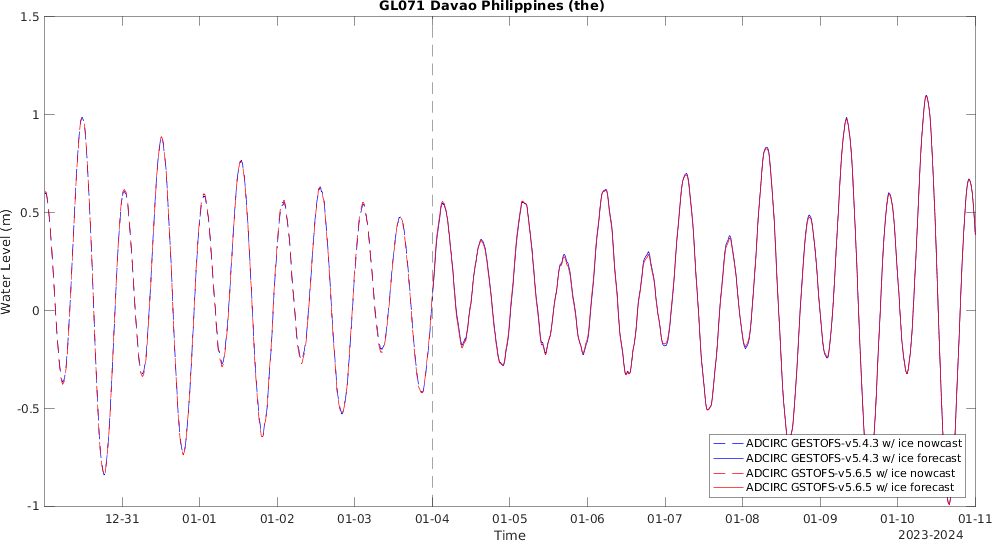 GL071 Davao Philippines (the)
1.5
1
0.5
0
-0.5
-1
Water Level (m)
12-31
01-01
01-02
01-03
01-04
01-05
01-06
01-07
01-08
01-09
01-10
01-11
Time
2023-2024
ADCIRC GESTOFS-v5.4.3 w/ ice nowcast
ADCIRC GESTOFS-v5.4.3 w/ ice forecast
ADCIRC GSTOFS-v5.6.5 w/ ice nowcast
ADCIRC GSTOFS-v5.6.5 w/ ice forecast